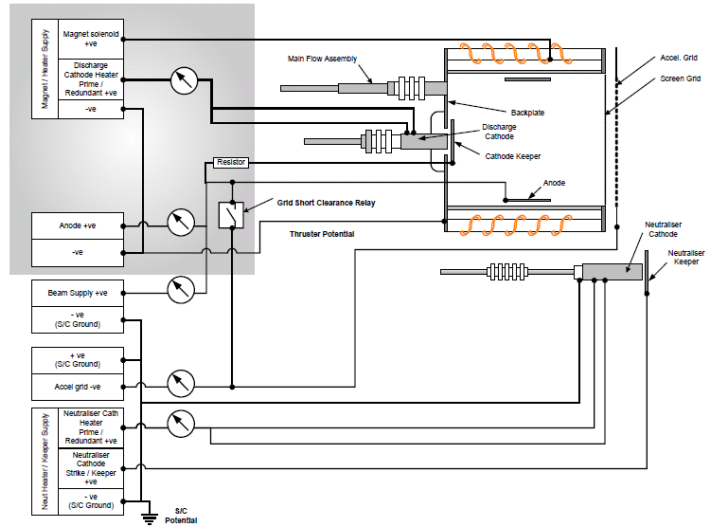 Magnet / Heater Supply
Magnet solenoid
+ve
Discharge
Cathode Heater
Prime /
Redundant +ve
-ve
Anode +ve
-ve
Beam Supply +ve
- ve
(S/C Ground)
+ ve
(S/C Ground)
Accel grid -ve
Neut Heater / Keeper Supply
Neutraliser Cath
Heater
Prime /
Redundant +ve
Neutraliser
Cathode
Strike / Keeper
+ve
- ve
(S/C Ground)
S/C
Potential
Resistor
Grid Short Clearance Relay
Thruster Potential
Main Flow Assembly
Backplate
Discharge
Cathode
Cathode Keeper
Anode
Accel. Grid
Screen Grid
Neutraliser
Cathode
Neutraliser
Keeper